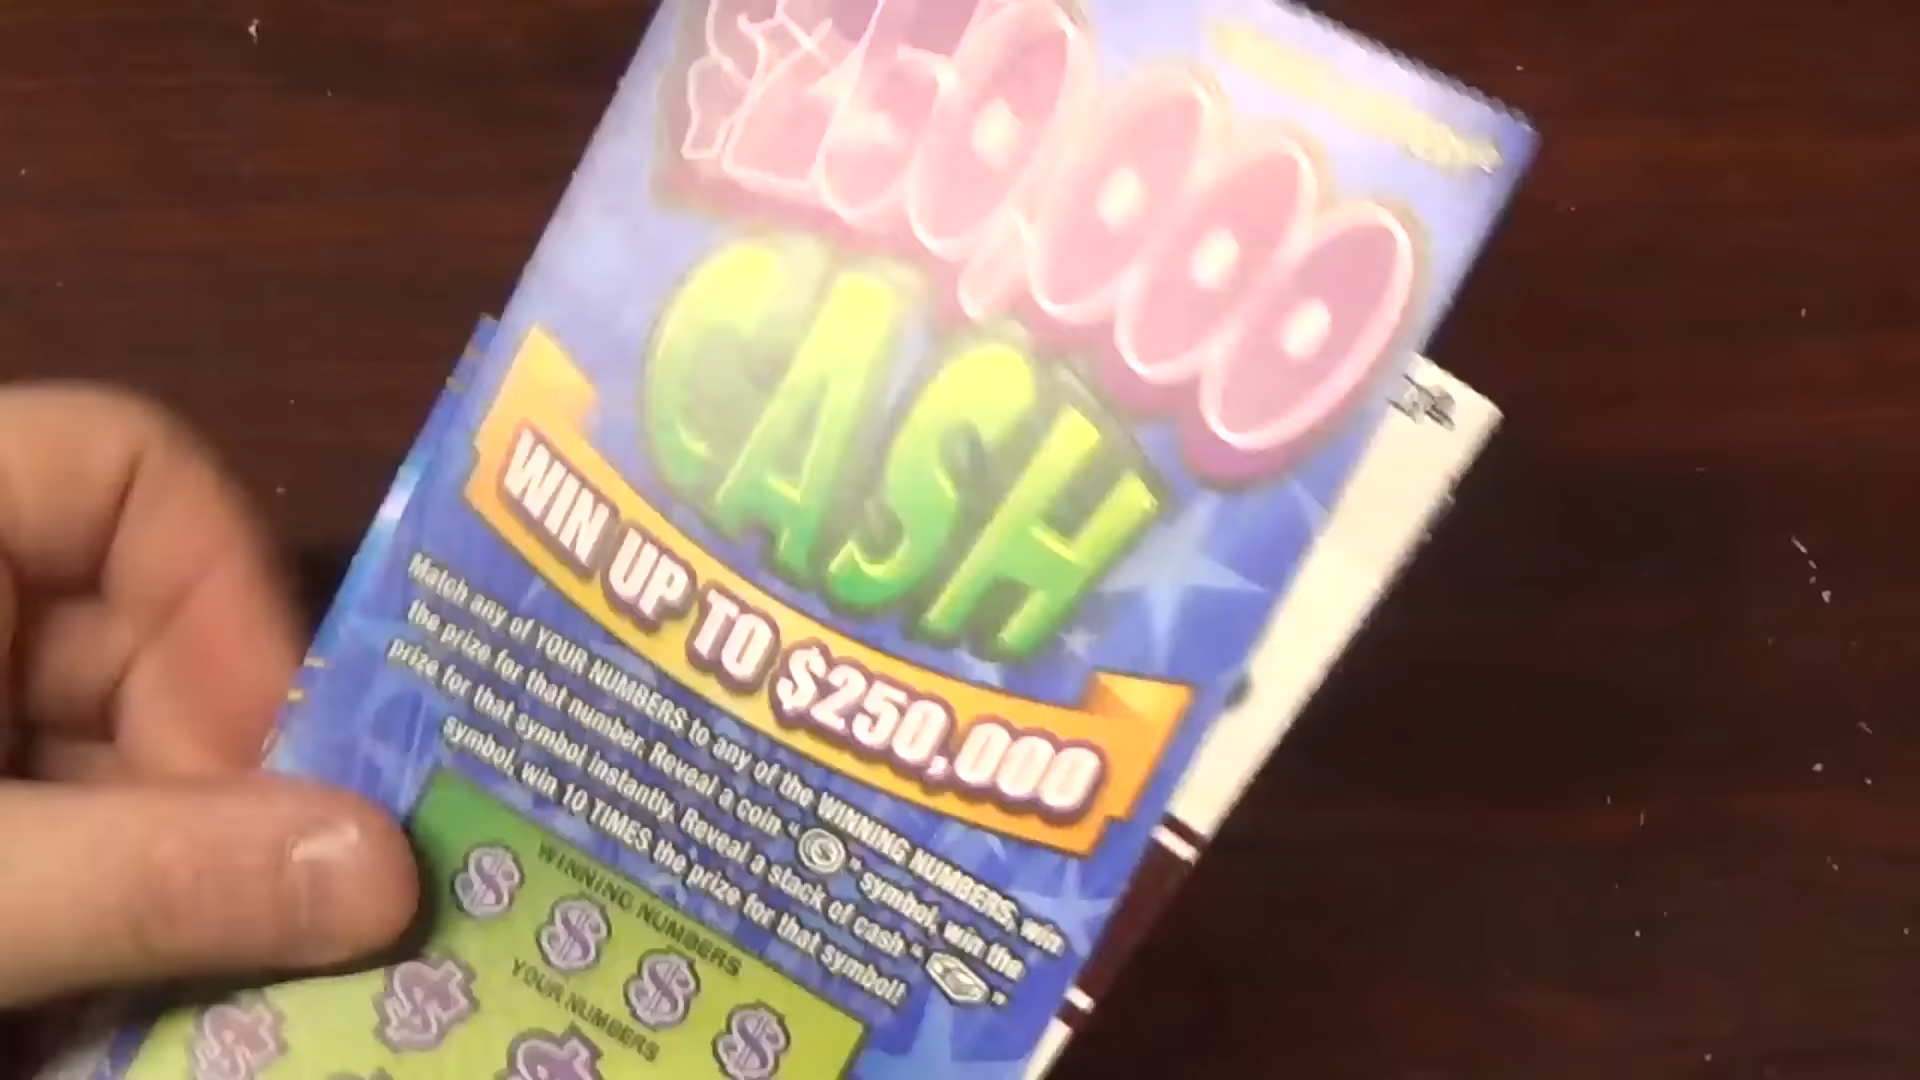 $250,000
CASH
WIN UP TO $250,000
Match any of YOUR NUMBERS to any of the WINNING NUMBERS, win
the prize for that number. Reveal a coin " " symbol, win the
prize for that symbol instantly. Reveal a stack of cash " "
symbol, win 10 TIMES the prize for that symbol!
WINNING NUMBERS
$ $ $ $
YOUR NUMBERS